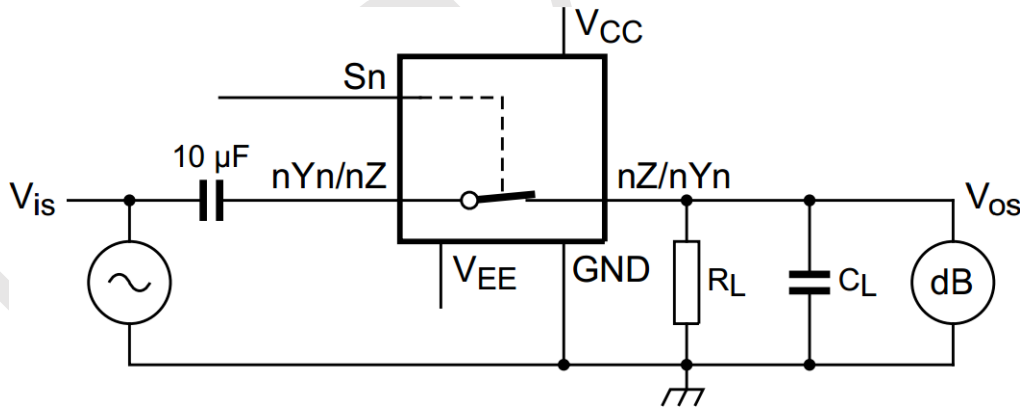 VCC
Sn
10 µF
nYn/nZ
nZ/nYn
Vis
Vos
VEE
GND
RL
CL
dB